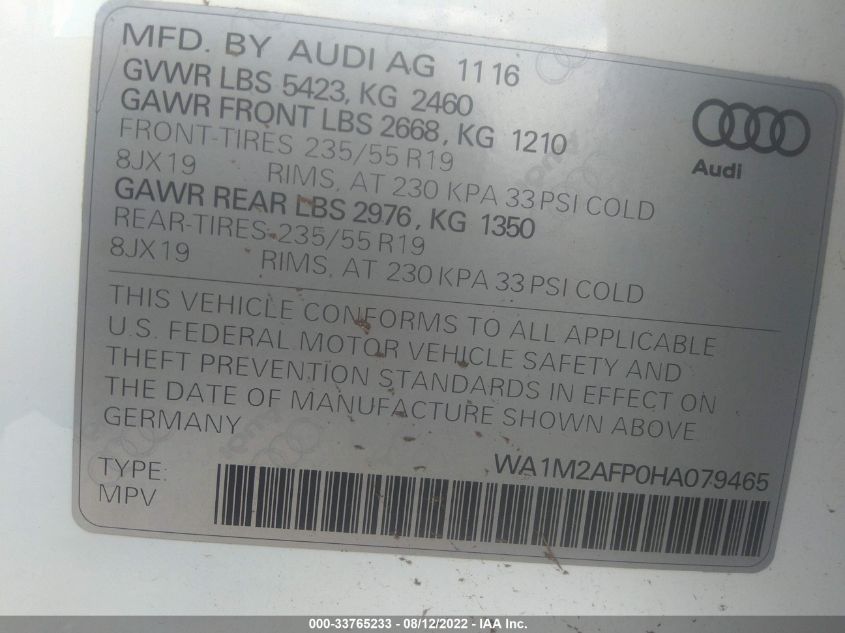 MFD. BY AUDI AG 11 16
GVWR LBS 5423, KG 2460
GAWR FRONT LBS 2668, KG 1210
FRONT-TIRES 235/55 R19
8JX19 RIMS, AT 230 KPA 33 PSI COLD
GAWR REAR LBS 2976, KG 1350
REAR-TIRES 235/55 R19
8JX19 RIMS, AT 230 KPA 33 PSI COLD
Audi
THIS VEHICLE CONFORMS TO ALL APPLICABLE
U.S. FEDERAL MOTOR VEHICLE SAFETY AND
THEFT PREVENTION STANDARDS IN EFFECT ON
THE DATE OF MANUFACTURE SHOWN ABOVE
GERMANY
WA1M2AFP0HA079465
TYPE:
MPV
000-33765233 - 08/12/2022 - IAA Inc.